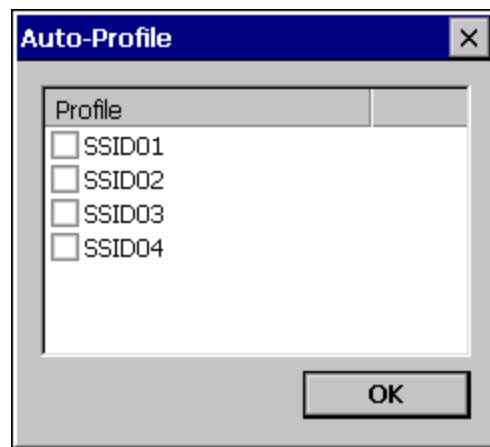 Auto-Profile
Profile
SSID01
SSID02
SSID03
SSID04
OK